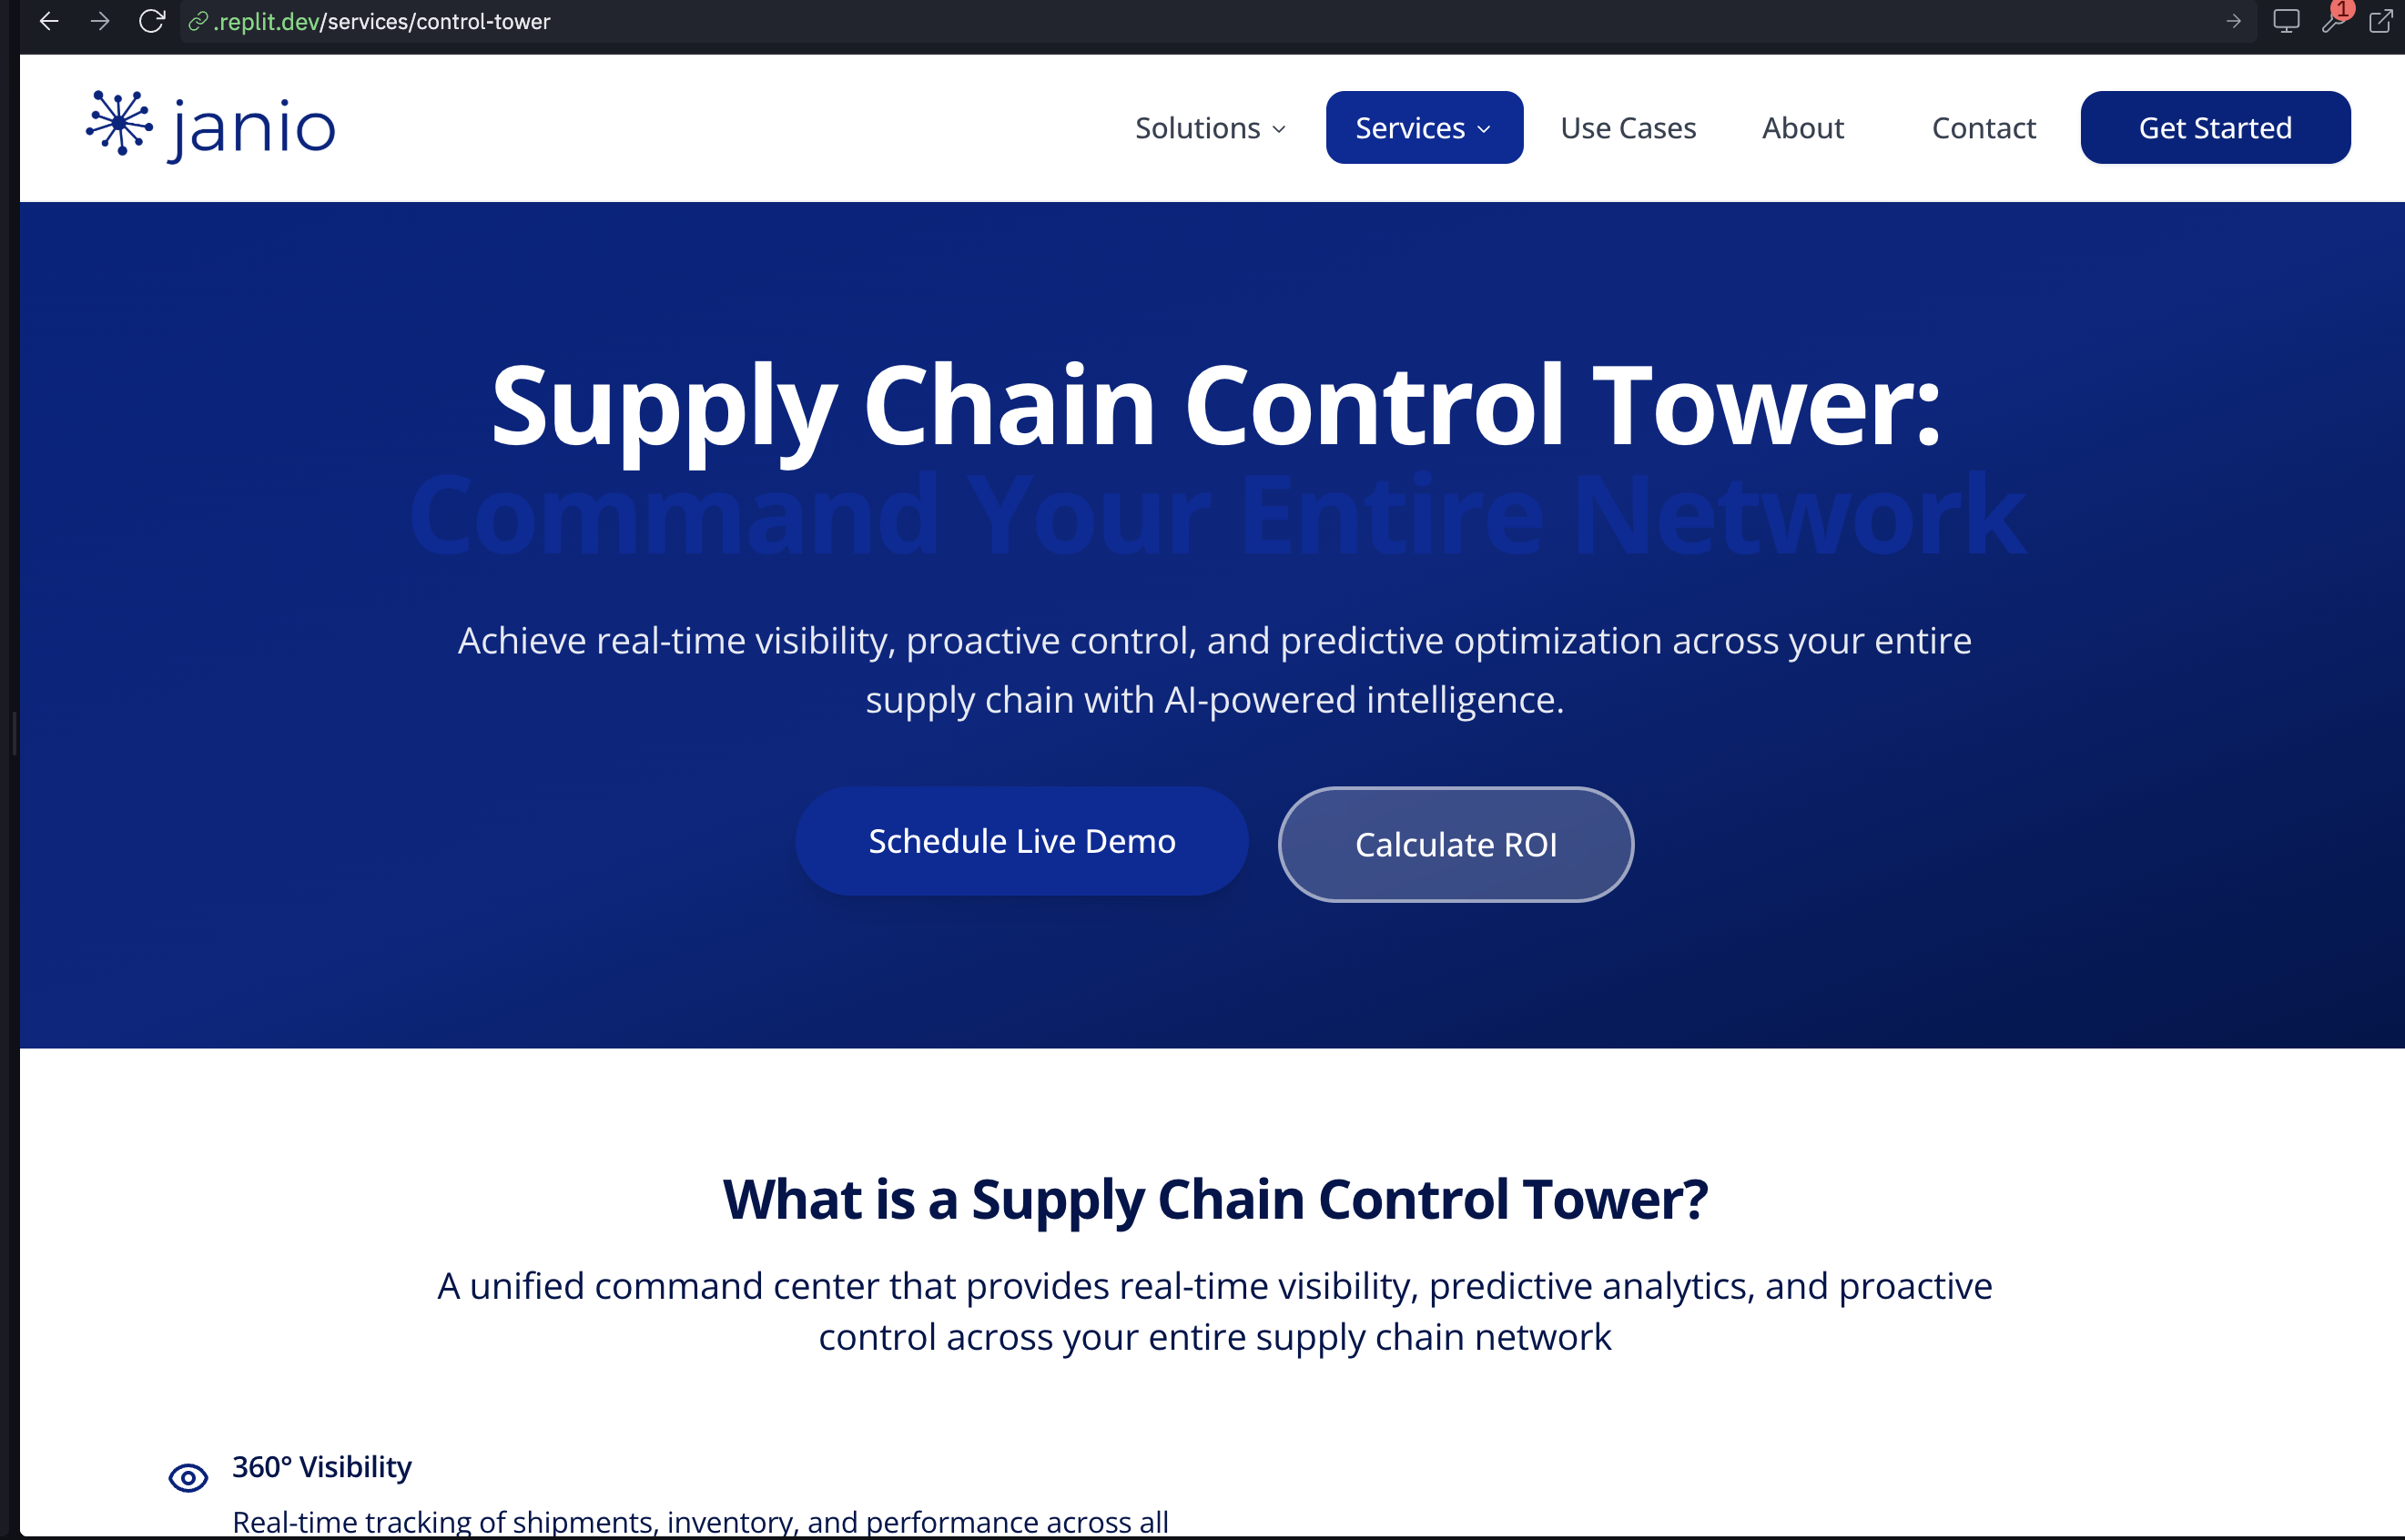 .replit.dev/services/control-tower
1
janio
Solutions
Services
Use Cases
About
Contact
Get Started
Supply Chain Control Tower:
Command Your Entire Network
Achieve real-time visibility, proactive control, and predictive optimization across your entire
supply chain with AI-powered intelligence.
Schedule Live Demo
Calculate ROI
What is a Supply Chain Control Tower?
A unified command center that provides real-time visibility, predictive analytics, and proactive
control across your entire supply chain network
360° Visibility
Real-time tracking of shipments, inventory, and performance across all